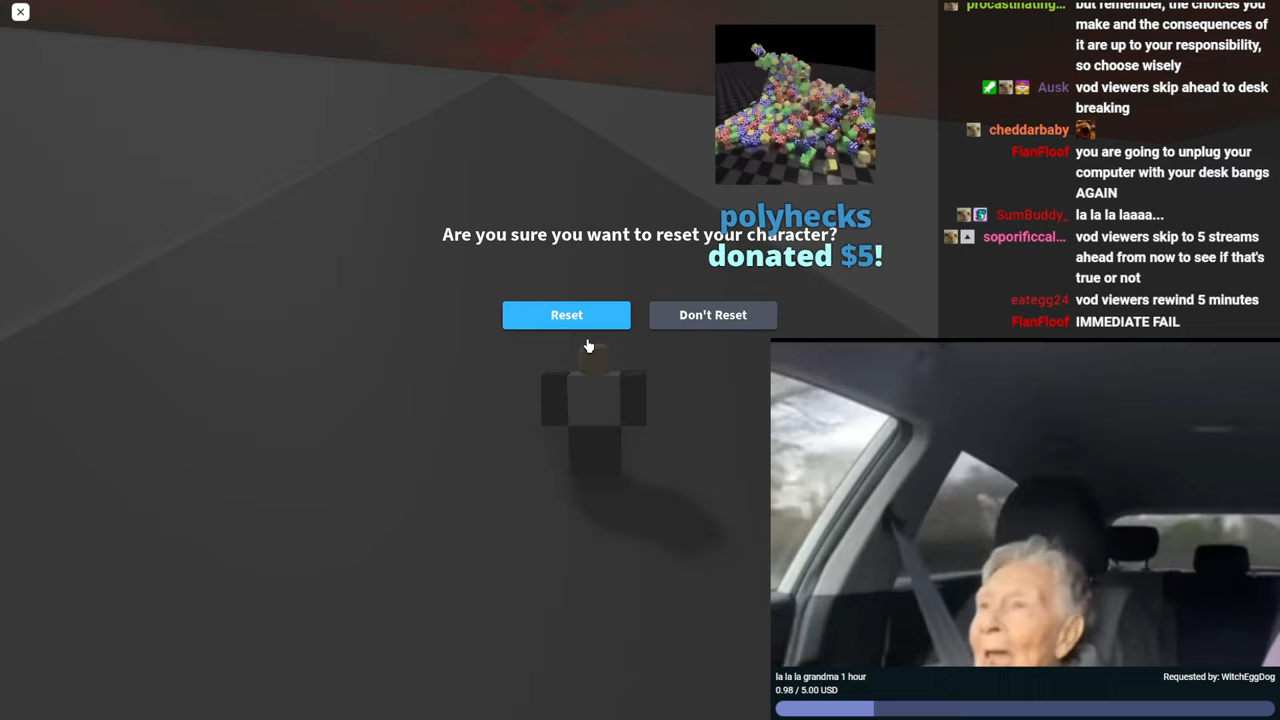 procastinating...
but remember, the choices you
make and the consequences of
it are up to your responsibility,
so choose wisely
Ausk vod viewers skip ahead to desk
breaking
cheddarbaby
FlanFloof you are going to unplug your
computer with your desk bangs
AGAIN
SumBuddy_ la la la laaaa...
soporificcal... vod viewers skip to 5 streams
ahead from now to see if that's
true or not
eategg24 vod viewers rewind 5 minutes
FlanFloof IMMEDIATE FAIL
polyhecks
donated $5!
Are you sure you want to reset your character?
Reset Don't Reset
la la la grandma 1 hour Requested by: WitchEggDog
0.98 / 5.00 USD